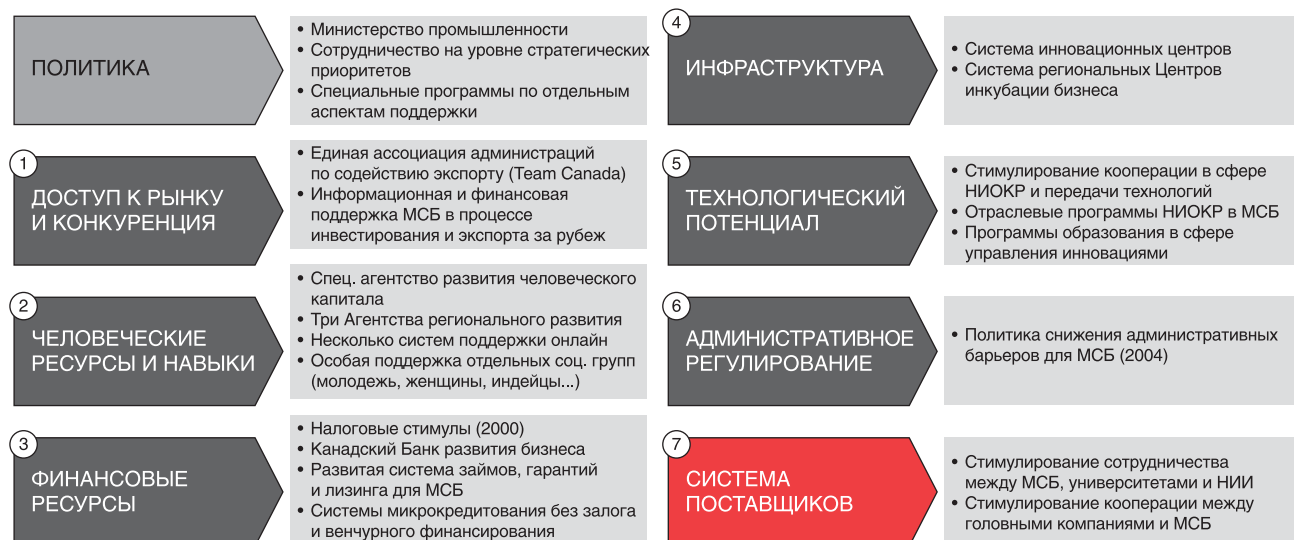 ПОЛИТИКА
• Министерство промышленности
• Сотрудничество на уровне стратегических
приоритетов
• Специальные программы по отдельным
аспектам поддержки
1
ДОСТУП К РЫНКУ
И КОНКУРЕНЦИЯ
• Единая ассоциация администраций
по содействию экспорту (Team Canada)
• Информационная и финансовая
поддержка МСБ в процессе
инвестирования и экспорта за рубеж
2
ЧЕЛОВЕЧЕСКИЕ
РЕСУРСЫ И НАВЫКИ
• Спец. агентство развития человеческого
капитала
• Три Агентства регионального развития
• Несколько систем поддержки онлайн
• Особая поддержка отдельных соц. групп
(молодежь, женщины, индейцы...)
3
ФИНАНСОВЫЕ
РЕСУРСЫ
• Налоговые стимулы (2000)
• Канадский Банк развития бизнеса
• Развитая система займов, гарантий
и лизинга для МСБ
• Системы микрокредитования без залога
и венчурного финансирования
4
ИНФРАСТРУКТУРА
• Система инновационных центров
• Система региональных Центров
инкубации бизнеса
5
ТЕХНОЛОГИЧЕСКИЙ
ПОТЕНЦИАЛ
• Стимулирование кооперации в сфере
НИОКР и передачи технологий
• Отраслевые программы НИОКР в МСБ
• Программы образования в сфере
управления инновациями
6
АДМИНИСТРАТИВНОЕ
РЕГУЛИРОВАНИЕ
• Политика снижения административных
барьеров для МСБ (2004)
7
СИСТЕМА
ПОСТАВЩИКОВ
• Стимулирование сотрудничества
между МСБ, университетами и НИИ
• Стимулирование кооперации между
головными компаниями и МСБ